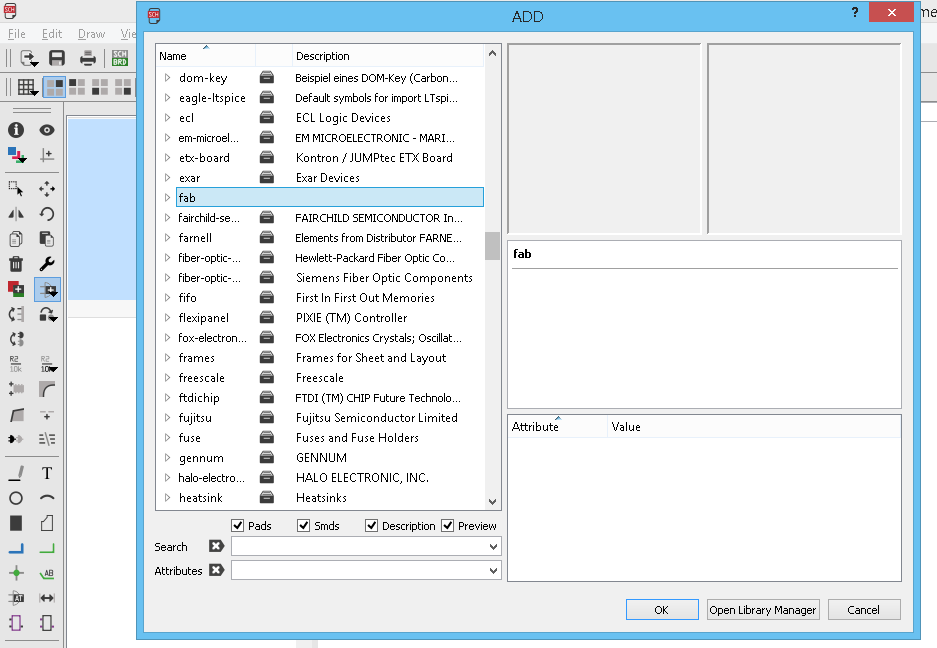 ADD
?
me
File Edit Draw Vie
SCH
BRD
Name Description
dom-key Beispiel eines DOM-Key (Carbon...
eagle-ltspice Default symbols for import LTspi...
ecl ECL Logic Devices
em-microel... EM MICROELECTRONIC - MARI...
etx-board Kontron / JUMPtec ETX Board
exar Exar Devices
fab
fairchild-se... FAIRCHILD SEMICONDUCTOR In...
farnell Elements from Distributor FARNE...
fiber-optic-... Hewlett-Packard Fiber Optic Co...
fiber-optic-... Siemens Fiber Optic Components
fifo First In First Out Memories
flexipanel PIXIE (TM) Controller
fox-electron... FOX Electronics Crystals; Oscillat...
frames Frames for Sheet and Layout
freescale Freescale
ftdichip FTDI (TM) CHIP Future Technolo...
fujitsu Fujitsu Semiconductor Limited
fuse Fuses and Fuse Holders
gennum GENNUM
halo-electro... HALO ELECTRONIC, INC.
heatsink Heatsinks
Pads Smds Description Preview
Search
Attributes
fab
Attribute Value
OK Open Library Manager Cancel
R2 R2
10k 10k
T
AB
AT